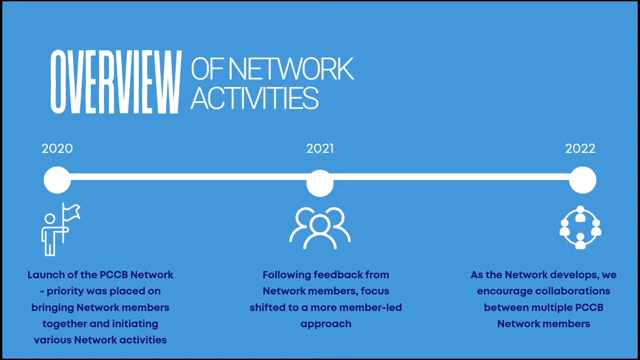 OVERVIEW OF NETWORK
ACTIVITIES
2020
2021
2022
Launch of the PCCB Network
- priority was placed on
bringing Network members
together and initiating
various Network activities
Following feedback from
Network members, focus
shifted to a more member-led
approach
As the Network develops, we
encourage collaborations
between multiple PCCB
Network members